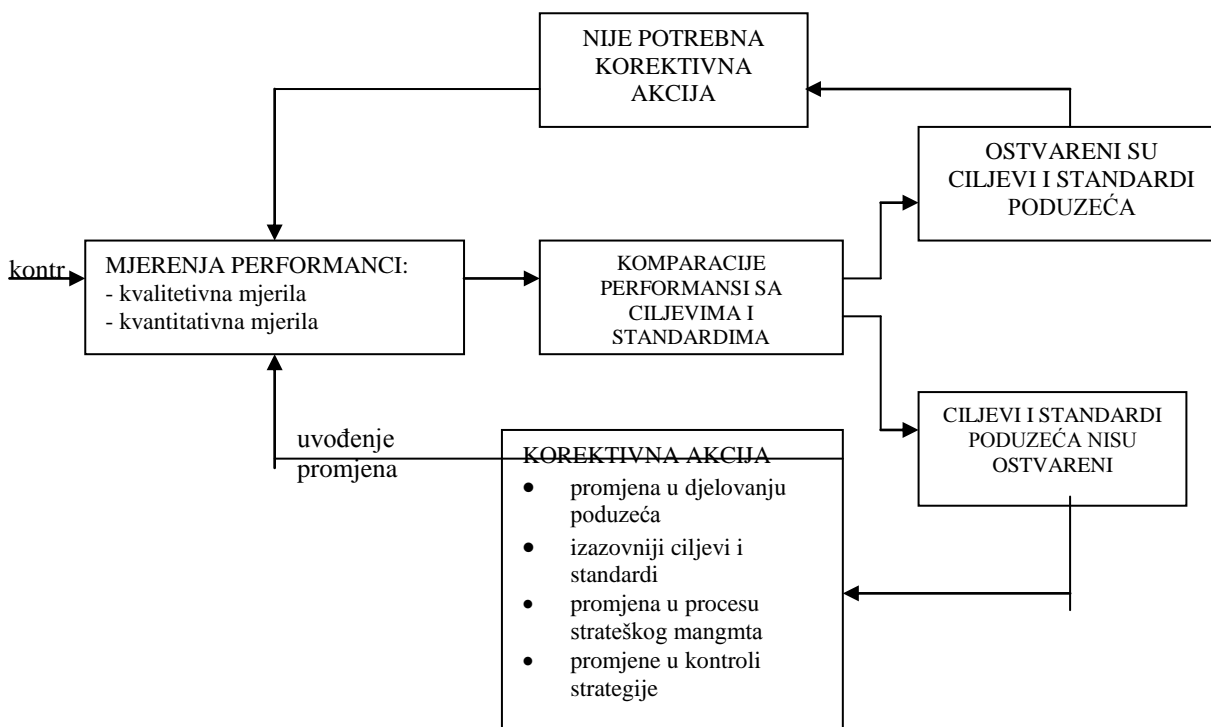 NIJE POTREBNA
KOREKTIVNA
AKCIJA
OSTVARENI SU
CILJEVI I STANDARDI
PODUZEĆA
kontr
MJERENJA PERFORMANCI:
- kvalitetivna mjerila
- kvantitativna mjerila
KOMPARACIJE
PERFORMANSI SA
CILJEVIMA I
STANDARDIMA
CILJEVI I STANDARDI
PODUZEĆA NISU
OSTVARENI
uvođenje
promjena
KOREKTIVNA AKCIJA
• promjena u djelovanju
poduzeća
• izazovniji ciljevi i
standardi
• promjena u procesu
strateškog mangmta
• promjene u kontroli
strategije